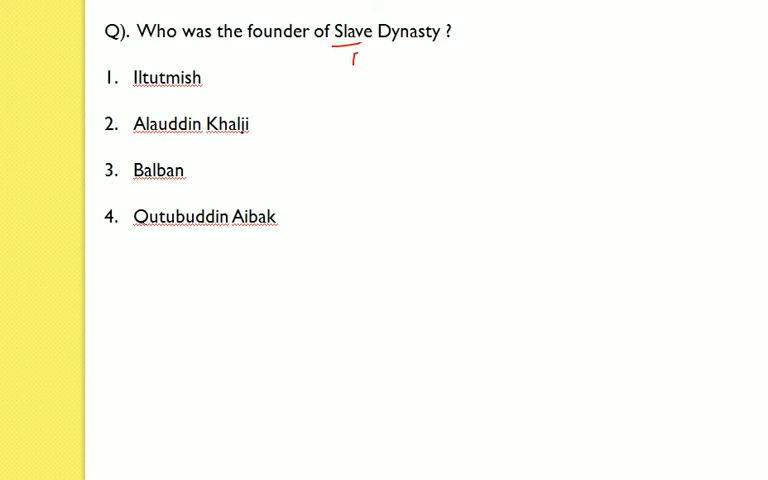 Q). Who was the founder of Slave Dynasty ?
1. Iltutmish
2. Alauddin Khalji
3. Balban
4. Qutubuddin Aibak